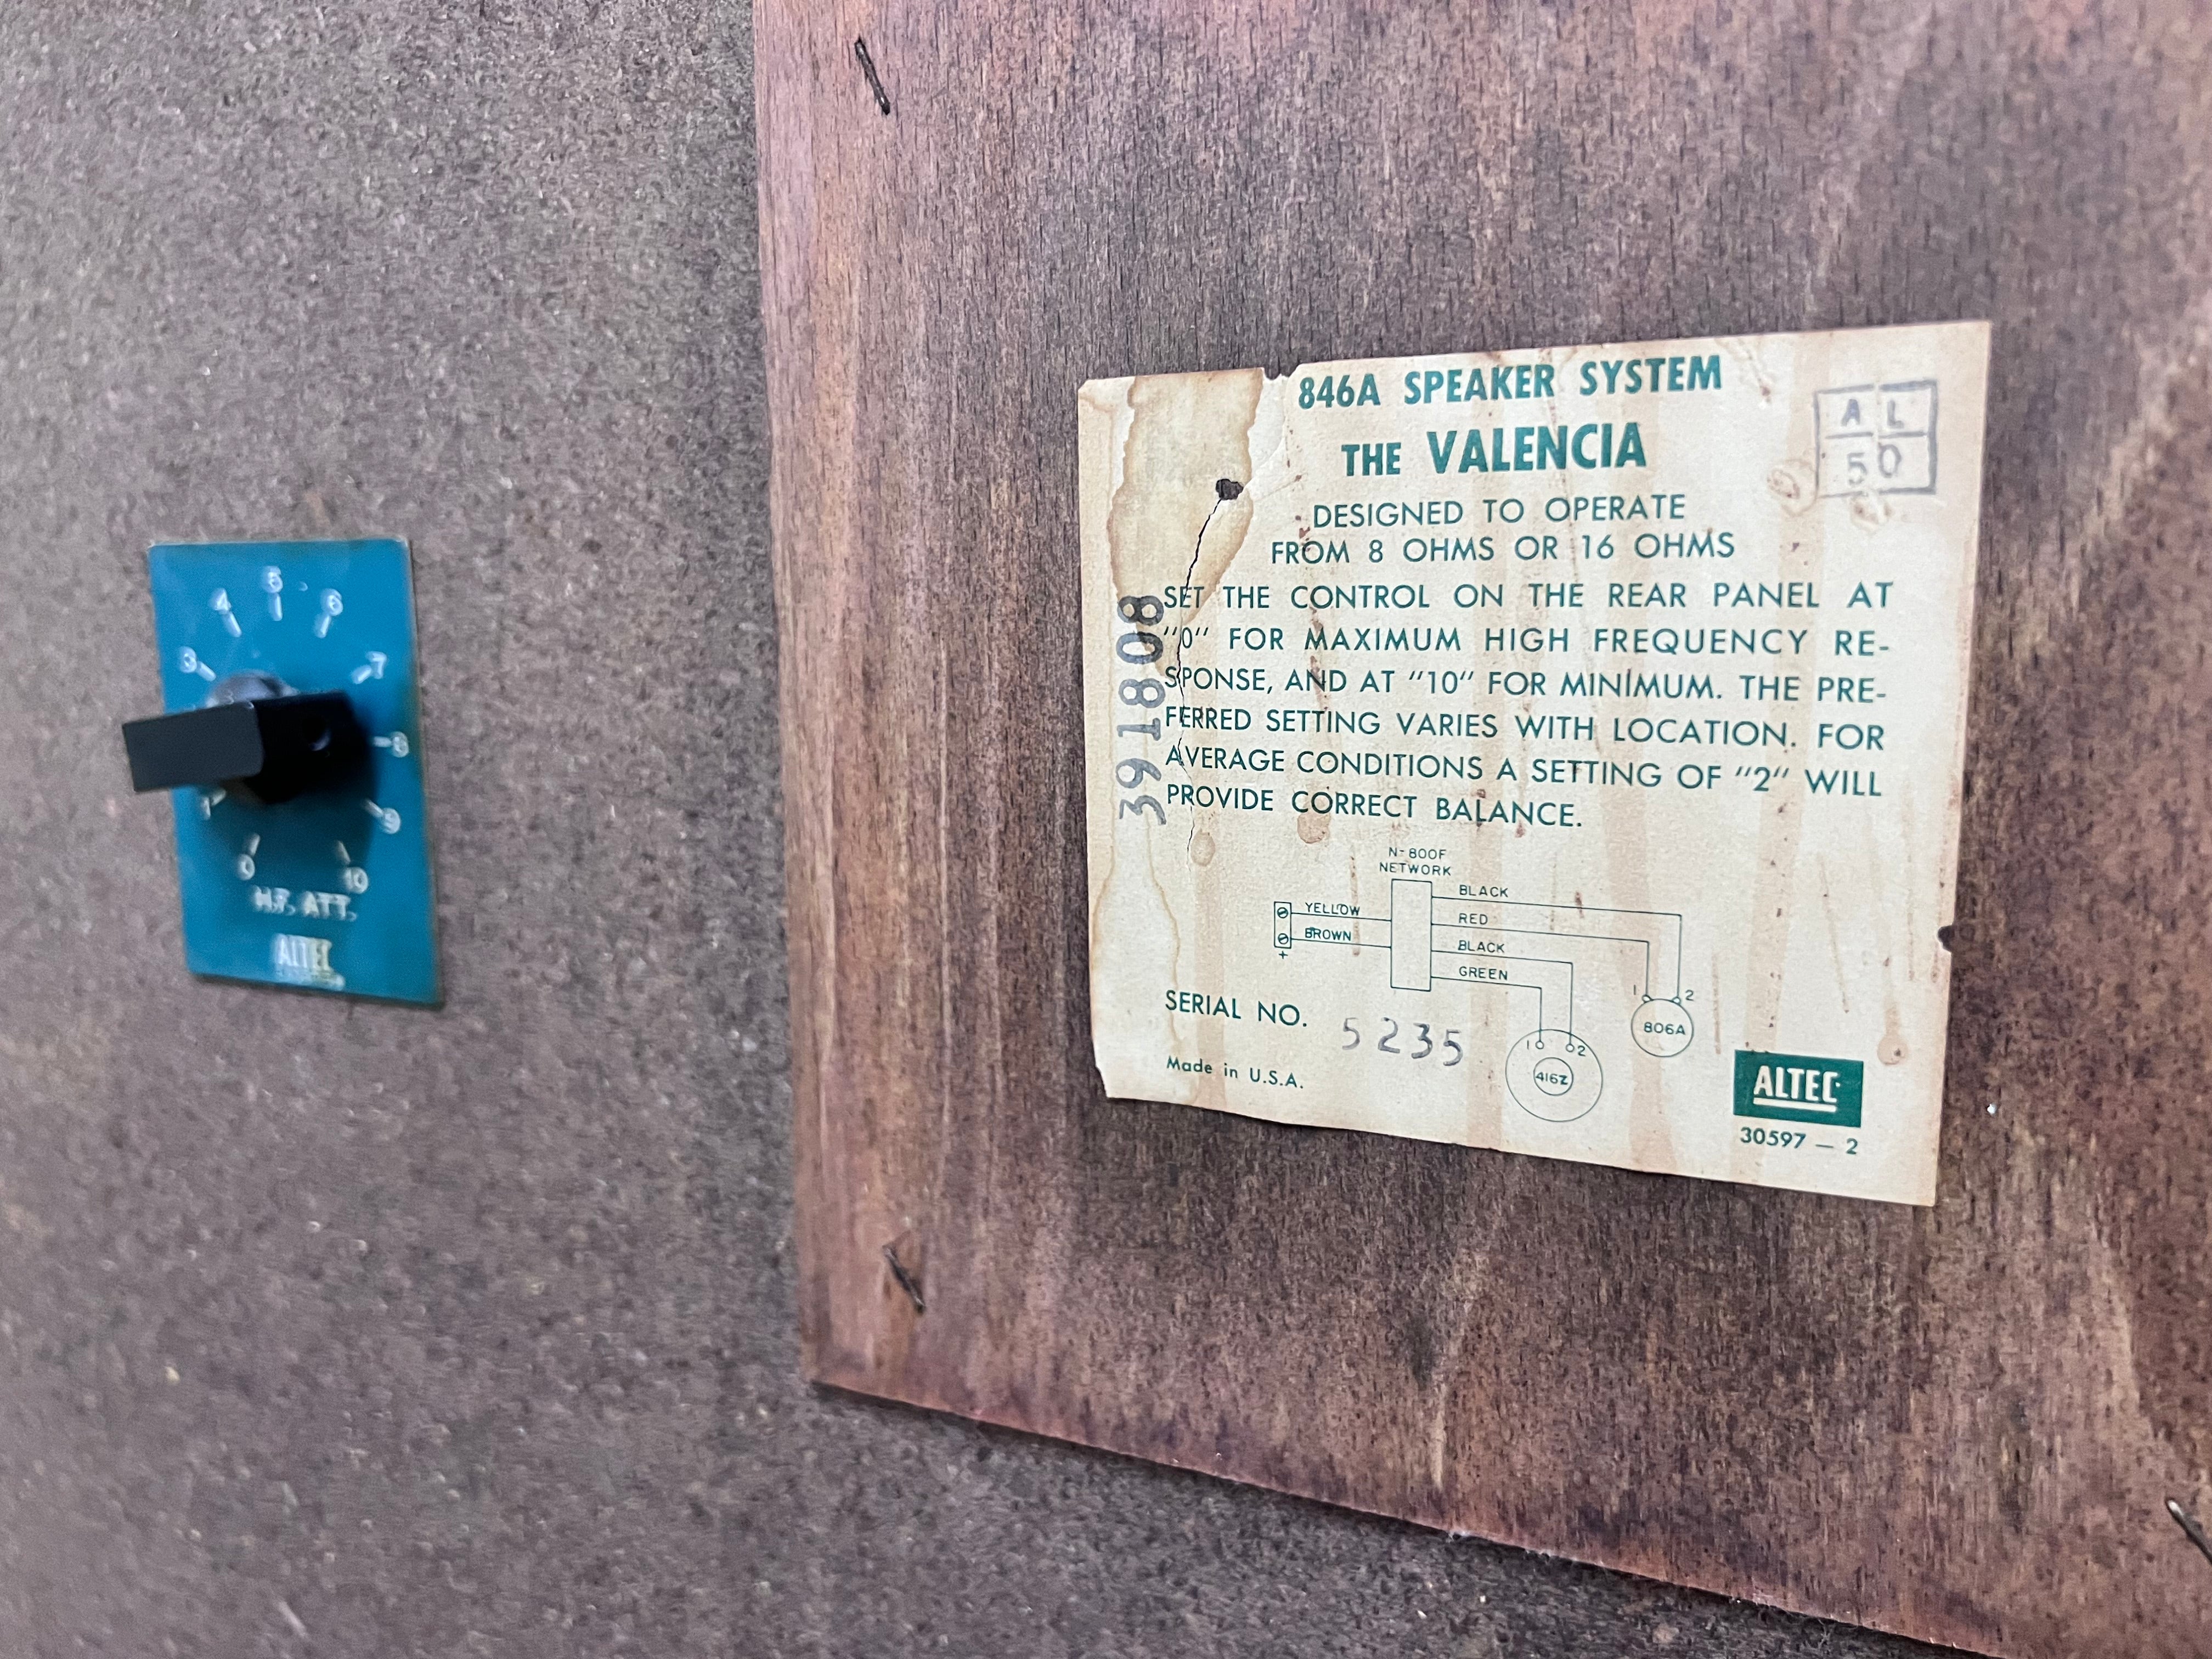 5
4 6
3 7
8
1 9
0 10
H.F. ATT.
ALTEC
846A SPEAKER SYSTEM
THE VALENCIA
A L
5 0
DESIGNED TO OPERATE
FROM 8 OHMS OR 16 OHMS
SET THE CONTROL ON THE REAR PANEL AT
"0" FOR MAXIMUM HIGH FREQUENCY RE-
SPONSE, AND AT "10" FOR MINIMUM. THE PRE-
FERRED SETTING VARIES WITH LOCATION. FOR
AVERAGE CONDITIONS A SETTING OF "2" WILL
PROVIDE CORRECT BALANCE.
391808
N-800F
NETWORK
BLACK
YELLOW RED
BROWN BLACK
+ GREEN
1 2
806A
1 2
416Z
SERIAL NO. 5235
Made in U.S.A.
ALTEC
30597 – 2